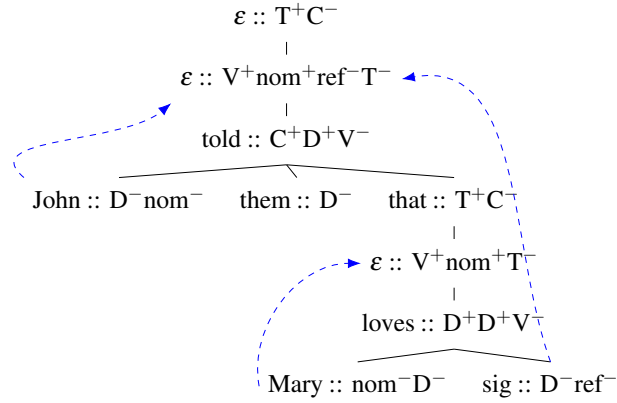 ε :: T⁺C⁻
ε :: V⁺nom⁺ref⁻T⁻
told :: C⁺D⁺V⁻
John :: D⁻nom⁻ them :: D⁻ that :: T⁺C⁻
ε :: V⁺nom⁺T⁻
loves :: D⁺D⁺V⁻
Mary :: nom⁻D⁻ sig :: D⁻ref⁻